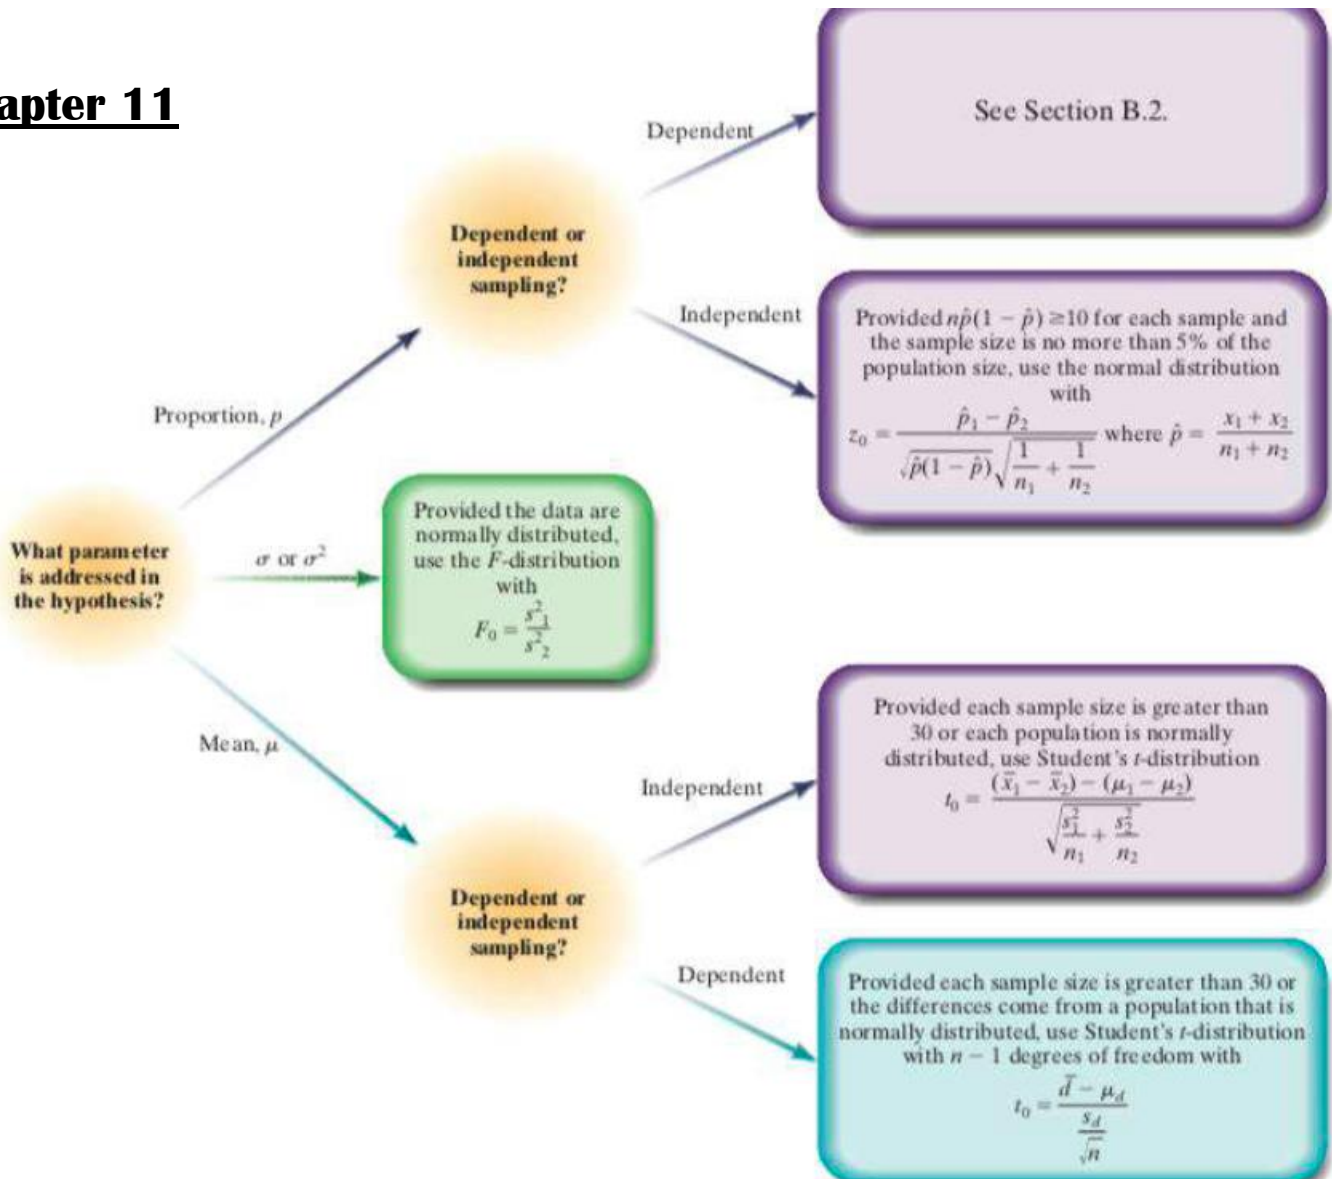 apter 11
See Section B.2.
Dependent
Dependent or
independent
sampling?
Independent
Provided np̂(1 − p̂) ≥10 for each sample and
the sample size is no more than 5% of the
population size, use the normal distribution
with
z₀ = (p̂₁ − p̂₂) / (√(p̂(1 − p̂)) √(1/n₁ + 1/n₂)) where p̂ = (x₁ + x₂) / (n₁ + n₂)
Proportion, p
What parameter
is addressed in
the hypothesis?
σ or σ²
Provided the data are
normally distributed,
use the F-distribution
with
F₀ = s²₁ / s²₂
Mean, μ
Dependent or
independent
sampling?
Independent
Provided each sample size is greater than
30 or each population is normally
distributed, use Student's t-distribution
t₀ = ((x̄₁ − x̄₂) − (μ₁ − μ₂)) / √(s₁²/n₁ + s₂²/n₂)
Dependent
Provided each sample size is greater than 30 or
the differences come from a population that is
normally distributed, use Student's t-distribution
with n − 1 degrees of freedom with
t₀ = (d̄ − μ_d) / (s_d / √n)